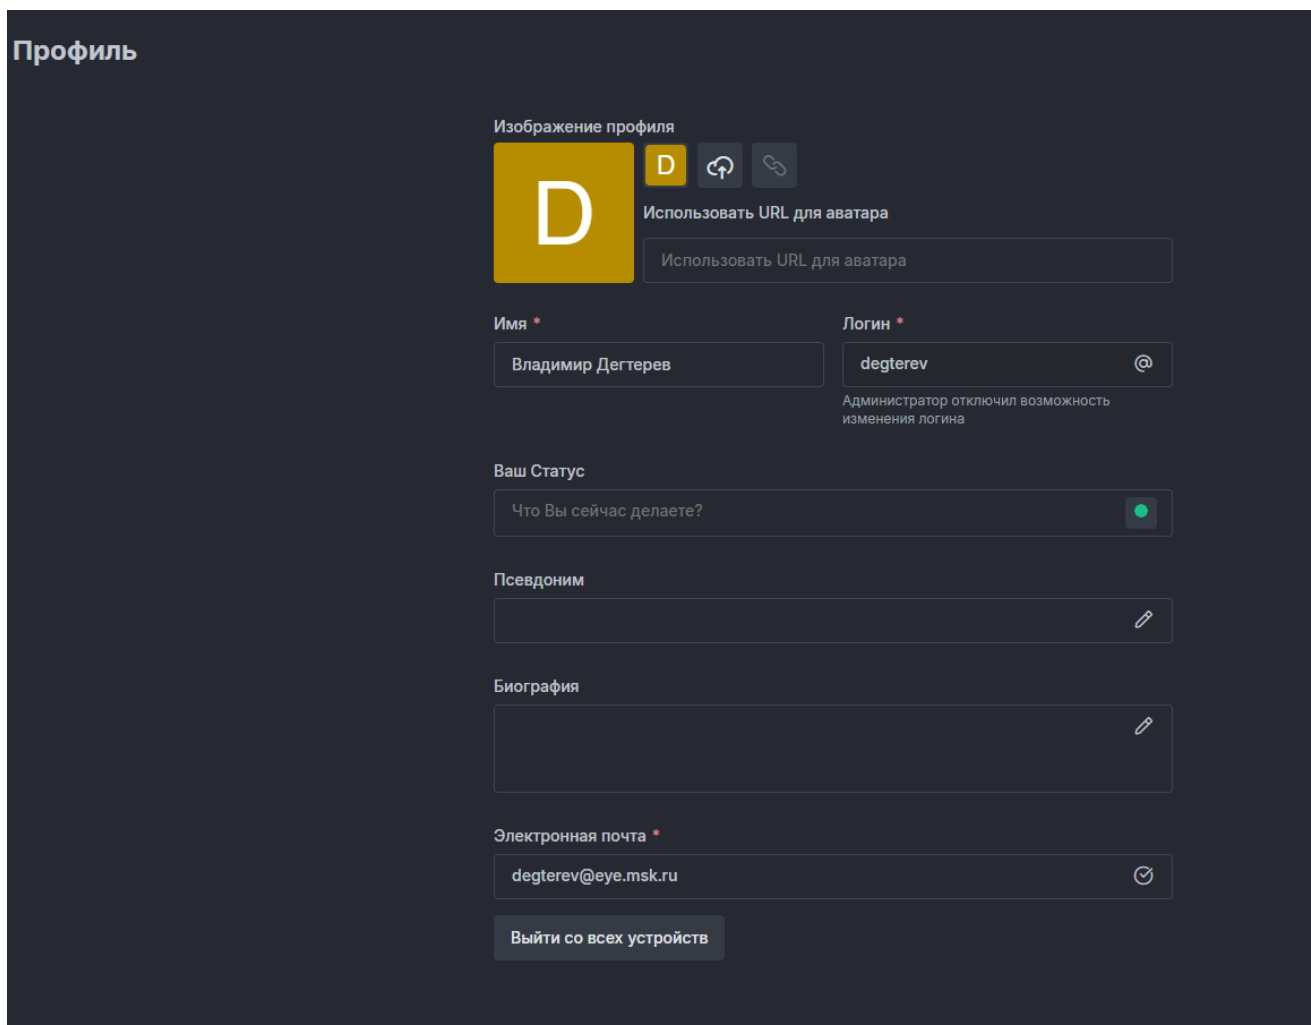 Профиль
Изображение профиля
D
D
Использовать URL для аватара
Использовать URL для аватара
Имя *
Логин *
Владимир Дегтерев
degterev @
Администратор отключил возможность
изменения логина
Ваш Статус
Что Вы сейчас делаете?
Псевдоним
Биография
Электронная почта *
degterev@eye.msk.ru
Выйти со всех устройств